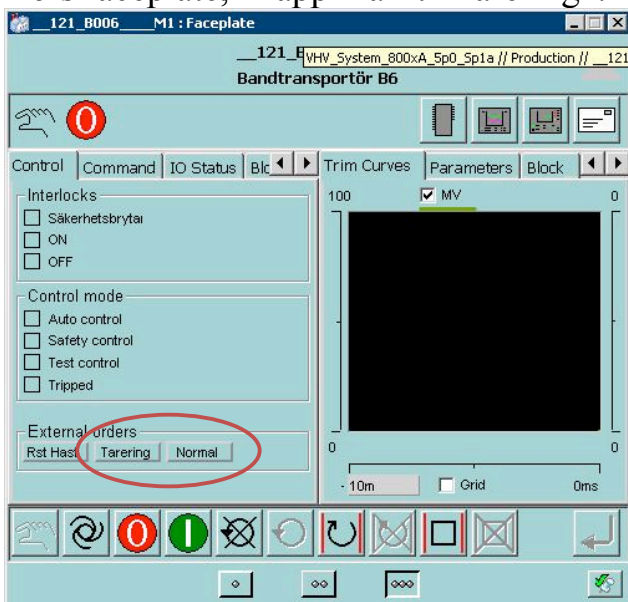 __121_B006____M1 : Faceplate
VHV_System_800xA_5p0_Sp1a // Production // __121
Bandtransportör B6
Control Command IO Status Trim Curves Parameters Block
Interlocks
ON
OFF
Control mode
Auto control
Safety control
Test control
Tripped
External orders
Rst Hast Tarering Normal
100 MV 0
0 0
- 10m Grid 0ms